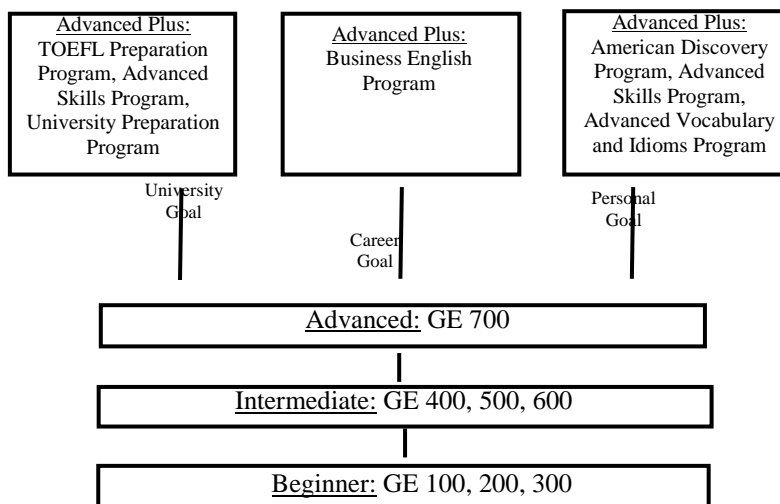 Advanced Plus:
TOEFL Preparation
Program, Advanced
Skills Program,
University Preparation
Program
Advanced Plus:
Business English
Program
Advanced Plus:
American Discovery
Program, Advanced
Skills Program,
Advanced Vocabulary
and Idioms Program
University
Goal
Career
Goal
Personal
Goal
Advanced: GE 700
Intermediate: GE 400, 500, 600
Beginner: GE 100, 200, 300